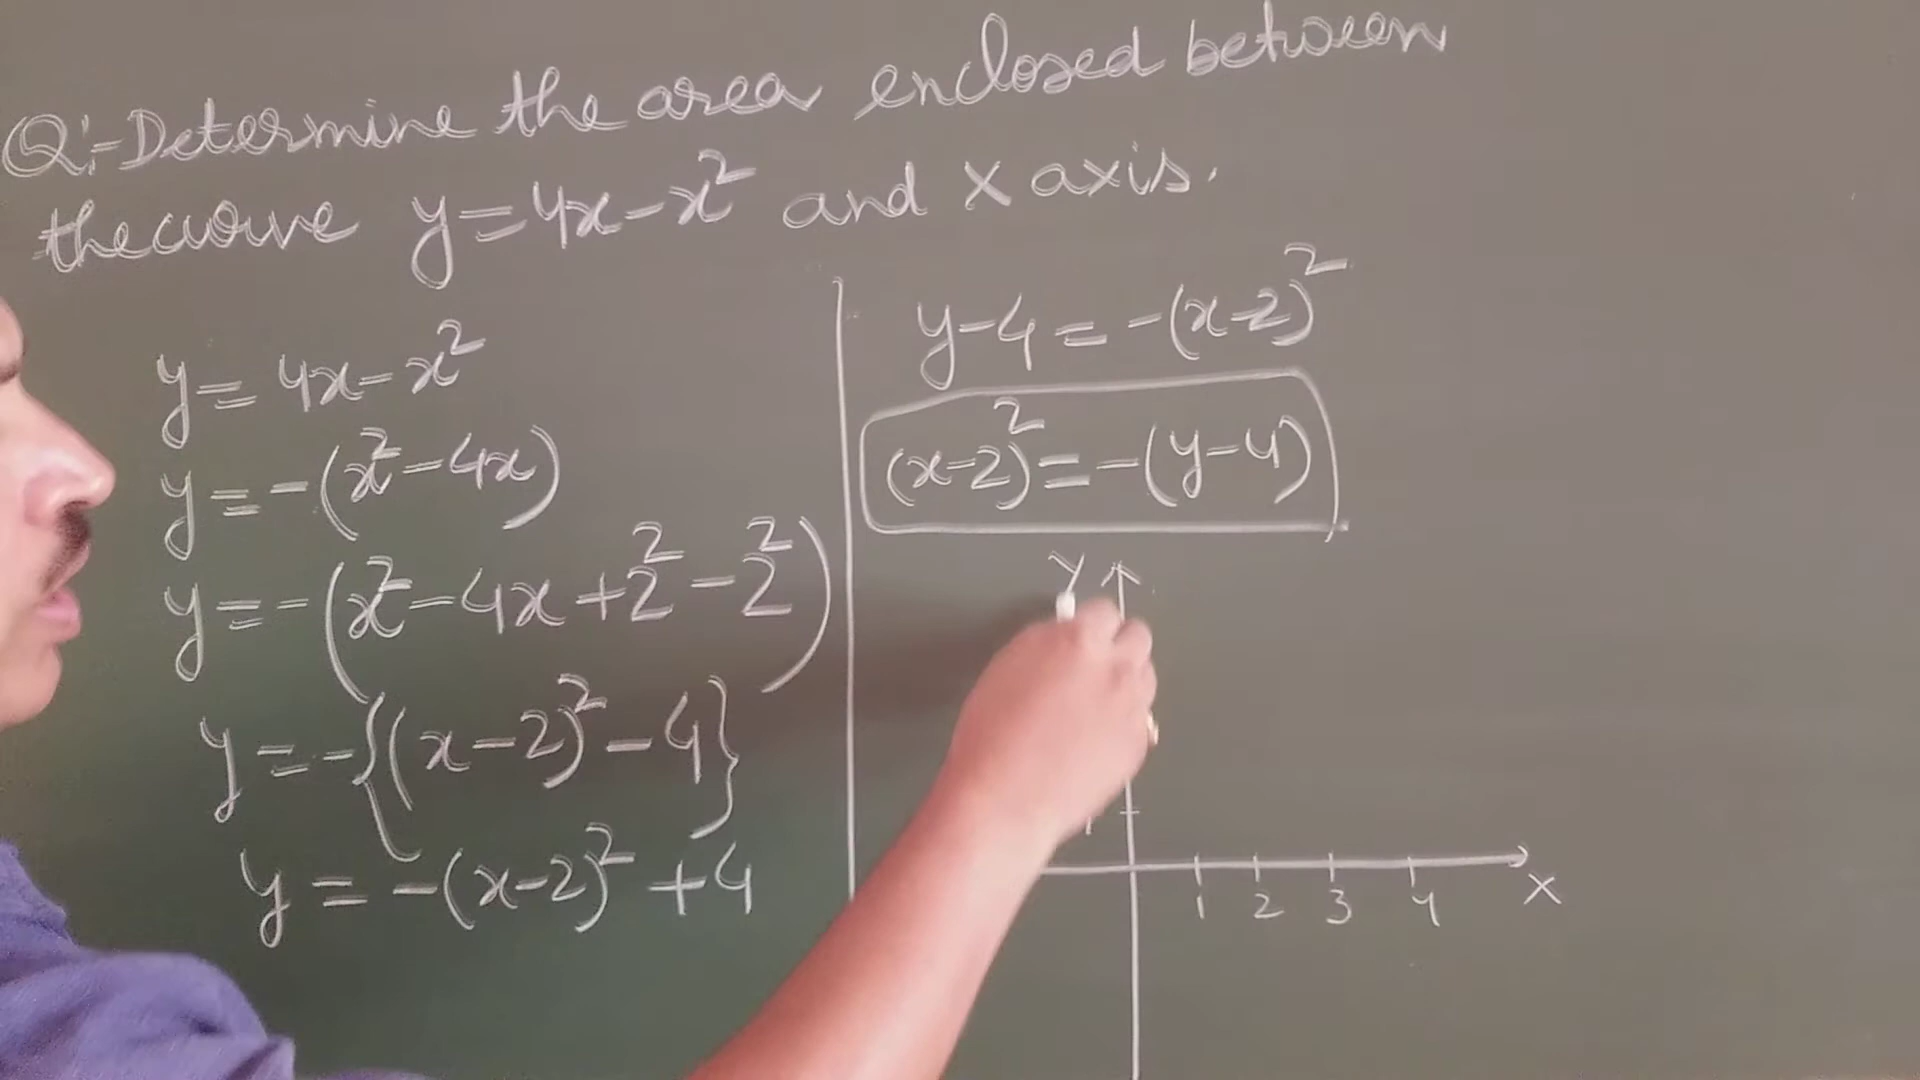 Q:-Determine the area enclosed between
the curve y=4x-x² and x axis.
y=4x-x²
y=-(x²-4x)
y=-(x²-4x+2²-2²)
y=-{(x-2)²-4}
y=-(x-2)²+4
y-4=-(x-2)²
(x-2)²=-(y-4)
Y
1 2 3 4 X